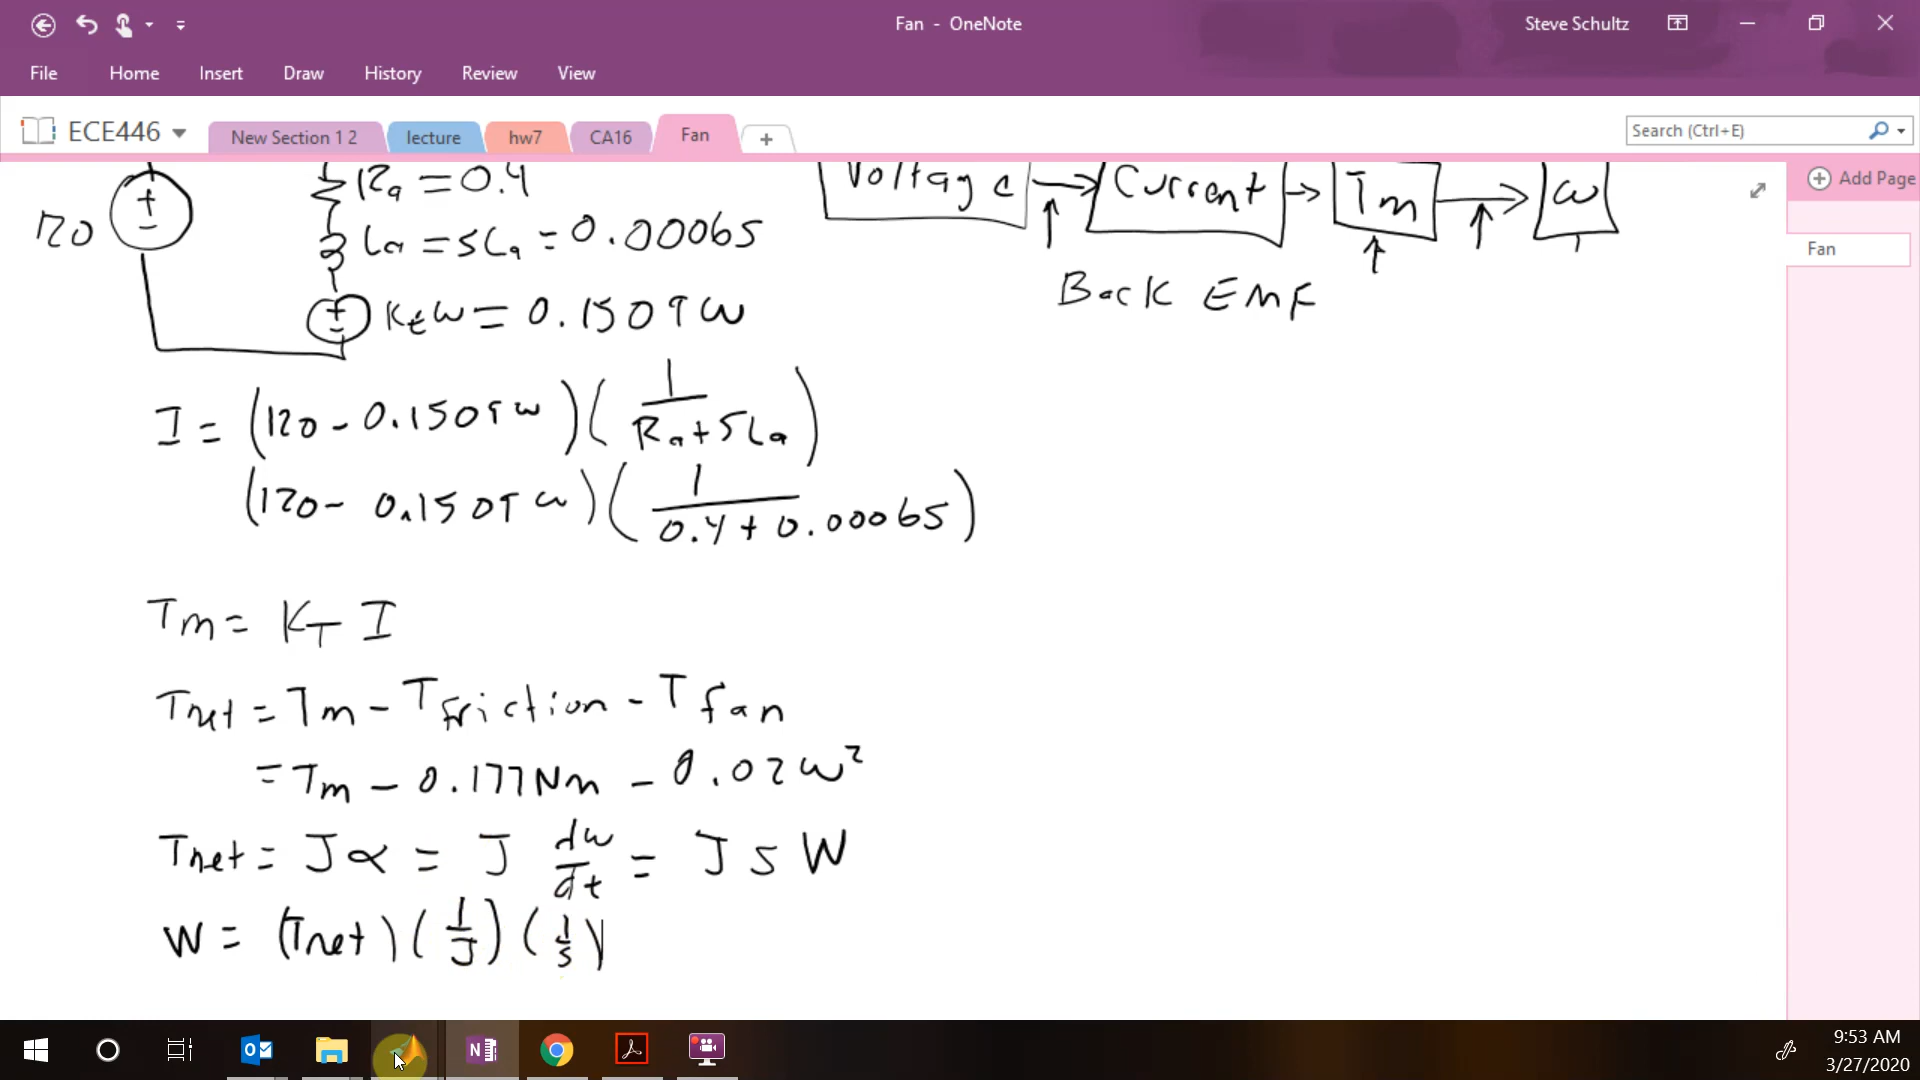 Fan - OneNote
Steve Schultz
File Home Insert Draw History Review View
ECE446
New Section 1 2
lecture
hw7
CA16
Fan
Search (Ctrl+E)
Add Page
Fan
120
Ra = 0.4
La = SLa = 0.00065
Ktω = 0.1509ω
Voltage
Current
Tm
ω
Back EMF
I = (120 - 0.1509ω)(1/(Ra + SLa))
(120 - 0.1509ω)(1/(0.4 + 0.00065))
Tm = KT I
Tnet = Tm - Tfriction - Tfan
= Tm - 0.177Nm - 0.02ω²
Tnet = Jα = J dω/dt = J S W
W = (Tnet)(1/J)(1/s)
9:53 AM
3/27/2020